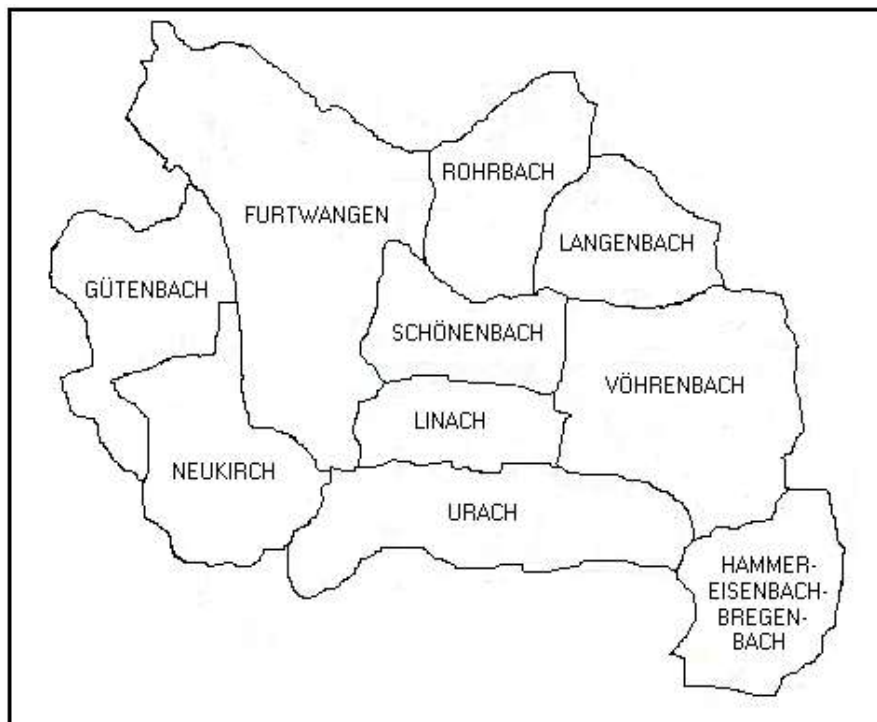 ROHRBACH
FURTWANGEN
LANGENBACH
GÜTENBACH
SCHÖNENBACH
VÖHRENBACH
LINACH
NEUKIRCH
URACH
HAMMER-
EISENBACH-
BREGEN-
BACH